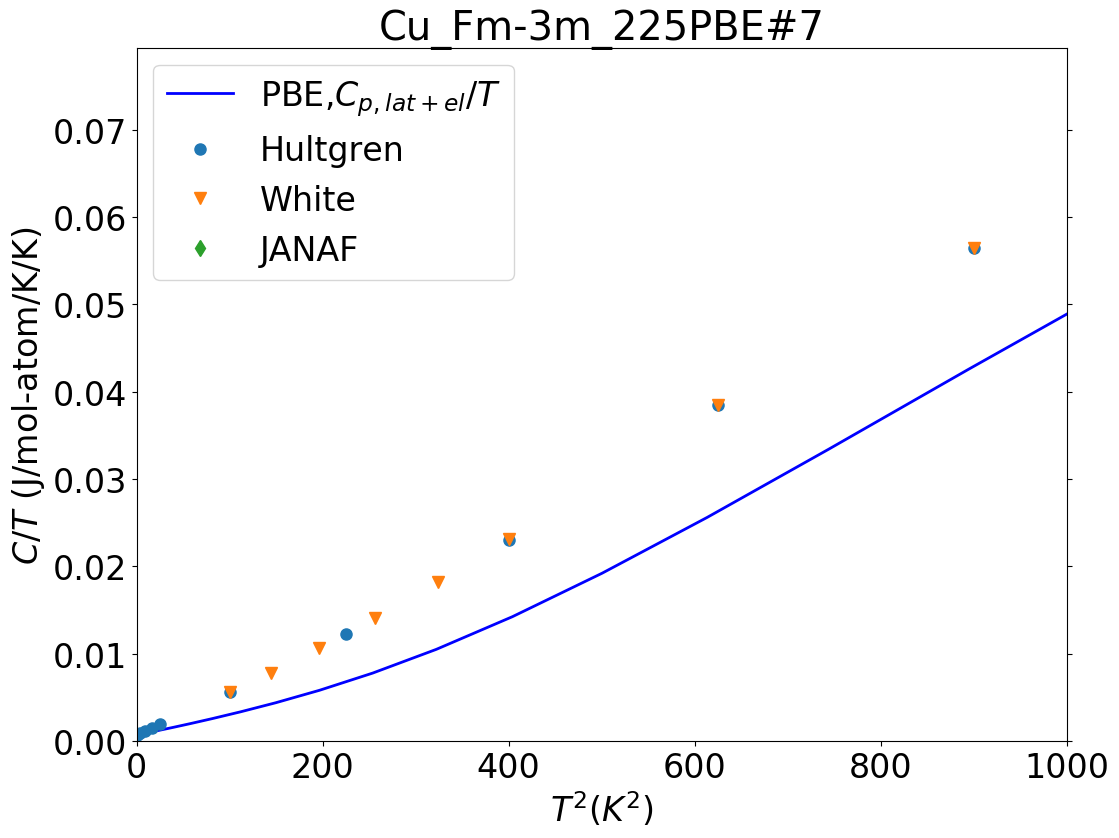 Cu_Fm-3m_225PBE#7
PBE,$C_{p,lat+el}/T$
Hultgren
White
JANAF
C/T (J/mol-atom/K/K)
0.07
0.06
0.05
0.04
0.03
0.02
0.01
0.00
0 200 400 600 800 1000
$T^2(K^2)$